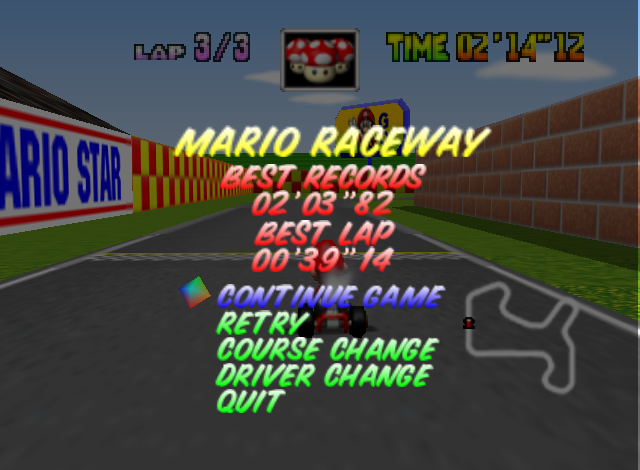 LAP 3/3
TIME 02'14"12
G
ARIO STAR
MARIO RACEWAY
BEST RECORDS
02'03"82
BEST LAP
00'39"14
CONTINUE GAME
RETRY
COURSE CHANGE
DRIVER CHANGE
QUIT